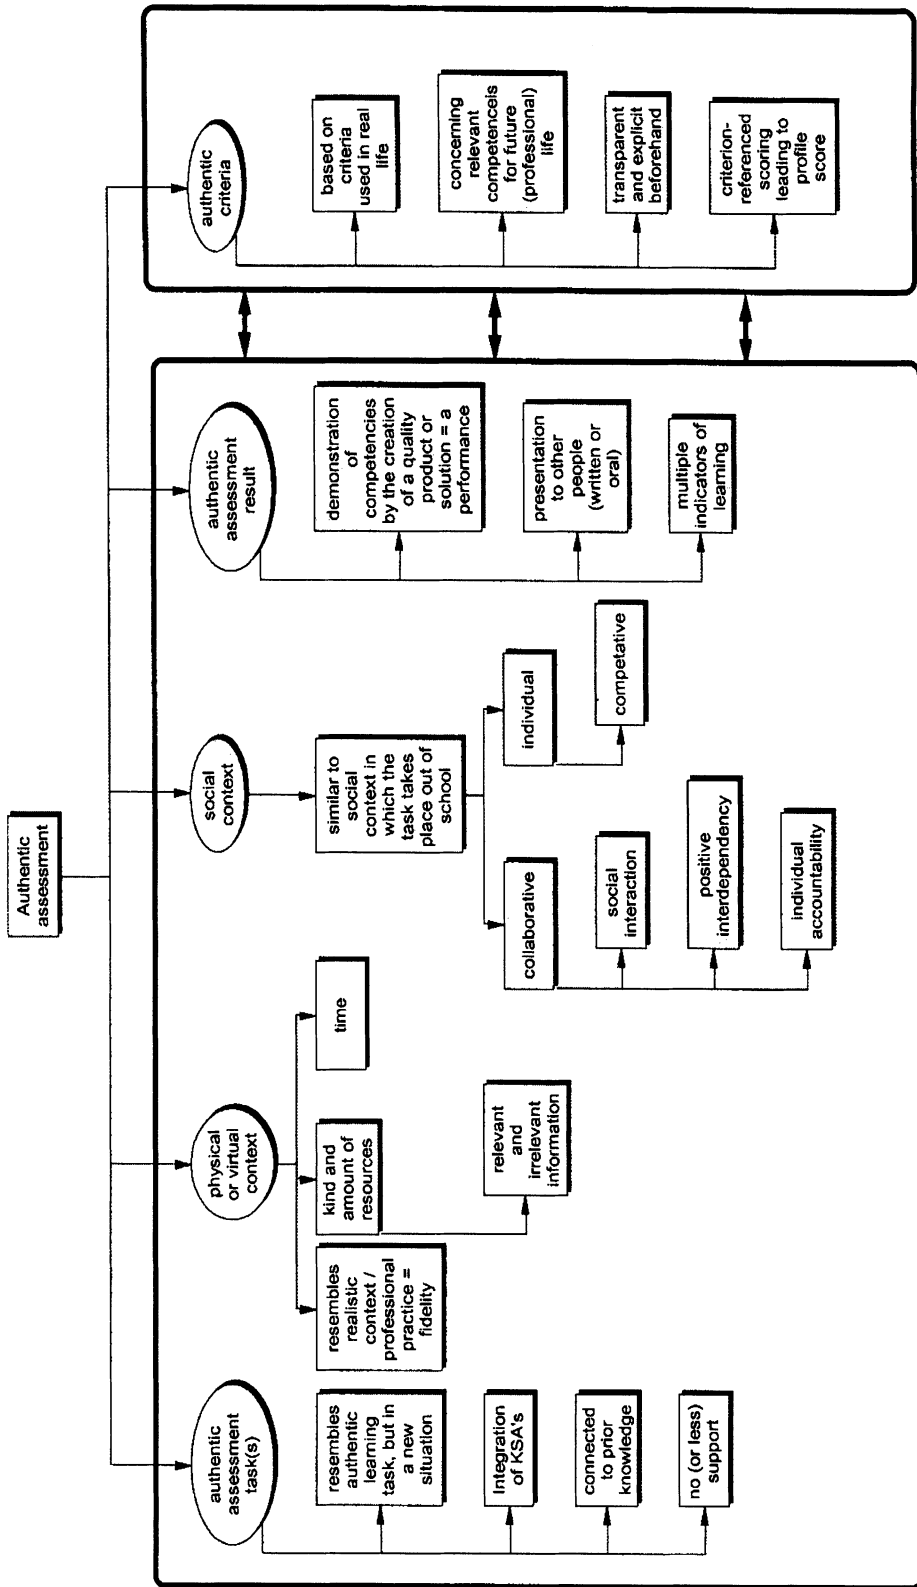 Authentic
assessment
authentic
assessment
task(s)
resembles
authentic
learning
task, but in
a new
situation
Integration
of KSA's
connected
to prior
knowledge
no (or less)
support
physical
or virtual
context
resembles
realistic
context /
professional
practice =
fidelity
kind and
amount of
resources
relevant
and
irrelevant
information
time
social
context
similar to
social
context in
which the
task takes
place out of
school
collaborative
social
interaction
positive
interdependency
individual
accountability
individual
competative
authentic
assessment
result
demonstration
of
competencies
by the creation
of a quality
product or
solution = a
performance
presentation
to other
people
(written or
oral)
multiple
indicators of
learning
authentic
criteria
based on
criteria
used in real
life
concerning
relevant
competenceis
for future
(professional)
life
transparent
and explicit
beforehand
criterion-
referenced
scoring
leading to
profile
score